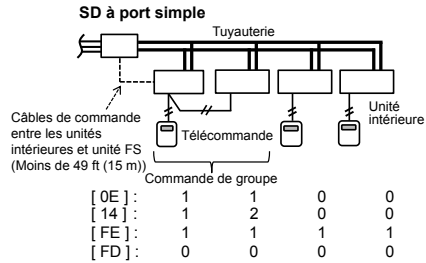 SD à port simple
Tuyauterie
Câbles de commande
entre les unités
intérieures et unité FS
(Moins de 49 ft (15 m))
Télécommande
Unité
intérieure
Commande de groupe
[ 0E ] : 1 1 0 0
[ 14 ] : 1 2 0 0
[ FE ] : 1 1 1 1
[ FD ] : 0 0 0 0